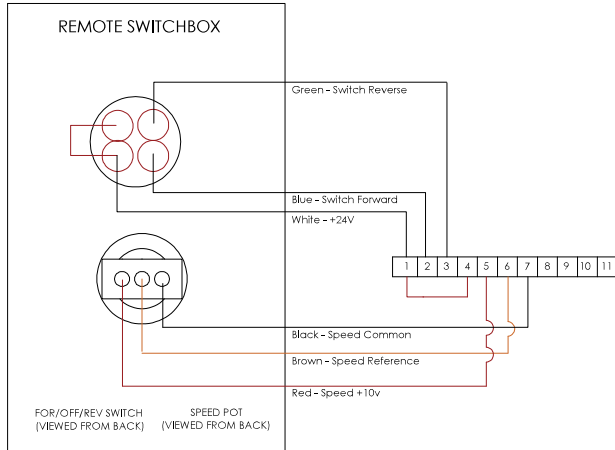 REMOTE SWITCHBOX
Green - Switch Reverse
Blue - Switch Forward
White - +24V
1 2 3 4 5 6 7 8 9 10 11
Black - Speed Common
Brown - Speed Reference
Red - Speed +10v
FOR/OFF/REV SWITCH
(VIEWED FROM BACK)
SPEED POT
(VIEWED FROM BACK)